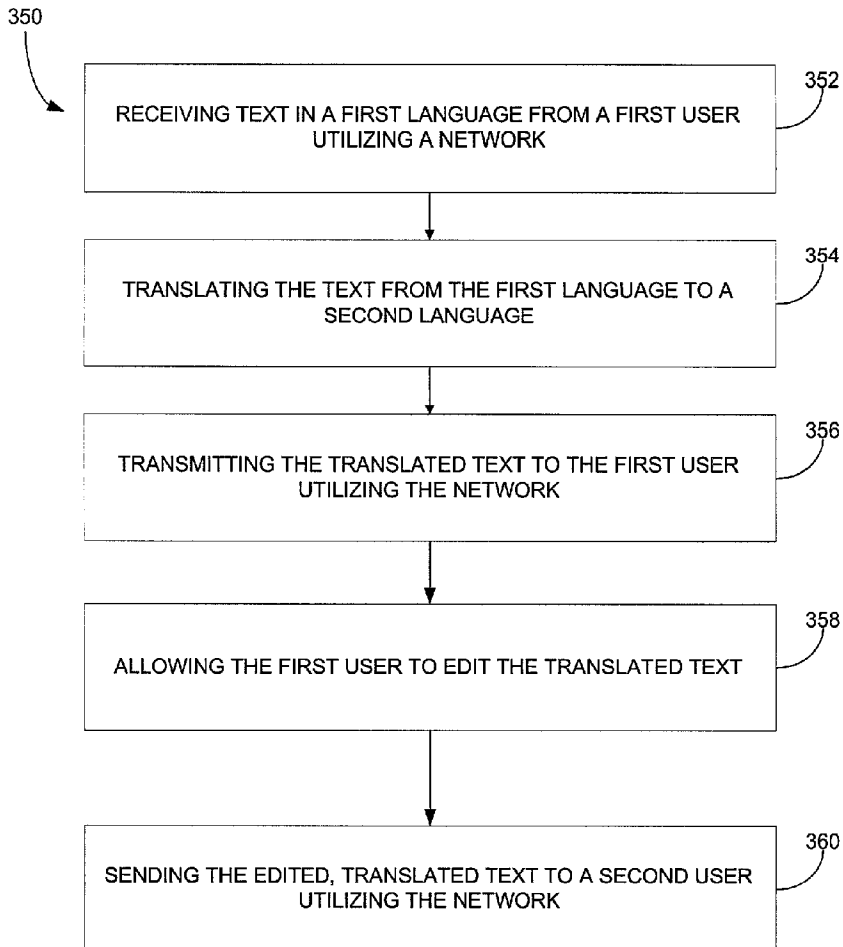 350
352
RECEIVING TEXT IN A FIRST LANGUAGE FROM A FIRST USER
UTILIZING A NETWORK
354
TRANSLATING THE TEXT FROM THE FIRST LANGUAGE TO A
SECOND LANGUAGE
356
TRANSMITTING THE TRANSLATED TEXT TO THE FIRST USER
UTILIZING THE NETWORK
358
ALLOWING THE FIRST USER TO EDIT THE TRANSLATED TEXT
360
SENDING THE EDITED, TRANSLATED TEXT TO A SECOND USER
UTILIZING THE NETWORK